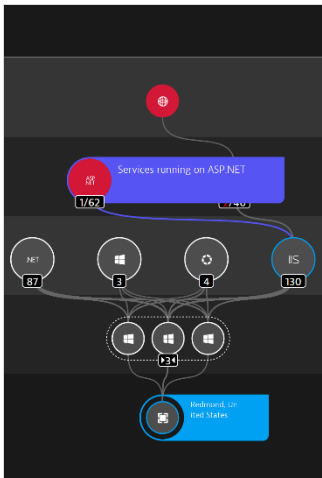 Services running on ASP.NET
ASP
NET
1/62
.NET
IIS
87
3
4
130
3
Redmond, Un
ited States